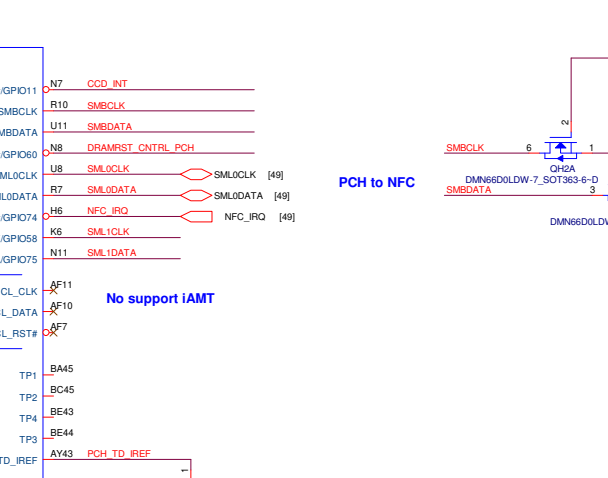 /GPIO11 N7 CCD_INT
SMBCLK R10 SMBCLK
MBDATA U11 SMBDATA
/GPIO60 N8 DRAMRST_CNTRL_PCH
ML0CLK U8 SML0CLK SML0CLK [49]
L0DATA R7 SML0DATA SML0DATA [49]
/GPIO74 H6 NFC_IRQ NFC_IRQ [49]
/GPIO58 K6 SML1CLK
/GPIO75 N11 SML1DATA
PCH to NFC
CL_CLK AF11
L_DATA AF10
L_RST# AF7
No support iAMT
TP1 BA45
TP2 BC45
TP4 BE43
TP3 BE44
TD_IREF AY43 PCH_TD_IREF
1
2
SMBCLK 6 1
QH2A
DMN66D0LDW-7_SOT363-6~D
SMBDATA 3
DMN66D0LDW